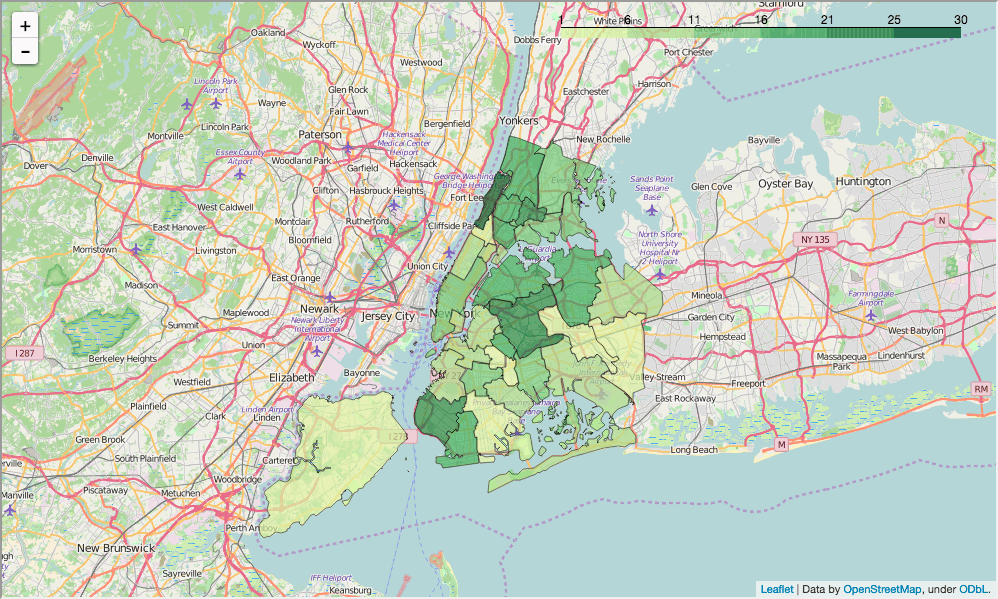 +
−
1
6
11
16
21
25
30
White Plains
Stamford
Greenwich
Oakland
Wyckoff
Dobbs Ferry
Port Chester
Westwood
Harrison
Glen Rock
Eastchester
Lincoln Park
Airport
Wayne
Fair Lawn
Bergenfield
Yonkers
Lincoln Park
Paterson
Hackensack
Medical Center
Heliport
New Rochelle
Bayville
Montville
Denville
Essex County
Airport
Woodland Park
Hackensack
Dover
Garfield
George Washing
Bridge Heliport
Sands Point
Seaplane
Base
Glen Cove
Oyster Bay
Huntington
Clifton
Hasbrouck Heights
Fort Lee
West Caldwell
Montclair
Rutherford
Cliffside Par
N
East Hanover
Bloomfield
North Shore
University
Hospital Nr
/2 Heliport
NY 135
Morristown
Livingston
Union City
Madison
East Orange
Mineola
Farmingdale
Airport
Newark
Maplewood
Jersey City
New York
Garden City
Summit
Newark Liberty
International
Airport
Hempstead
West Babylon
I 287
Union
Massapequa
Park
Lindenhurst
Berkeley Heights
Elizabeth
Bayonne
Valley Stream
Freeport
Westfield
East Rockaway
RM
Plainfield
Linden Airport
Linden
Clark
I 278
Green Brook
M
Long Beach
South Plainfield
Carteret
Woodbridge
Manville
Piscataway
Metuchen
Perth Amboy
New Brunswick
Sayreville
IFF Heliport
Keansburg
Leaflet | Data by OpenStreetMap, under ODbL.